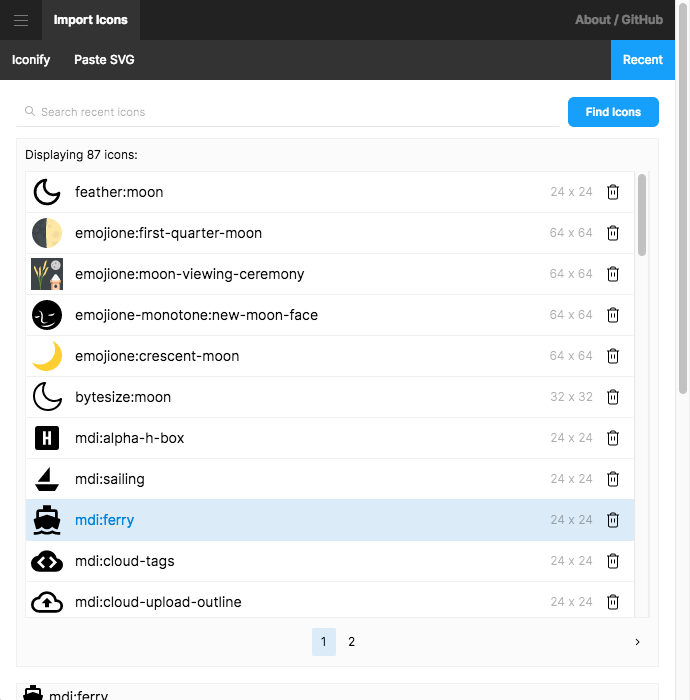 Import Icons About / GitHub
Iconify Paste SVG Recent
Search recent icons Find Icons
Displaying 87 icons:
feather:moon 24 x 24
emojione:first-quarter-moon 64 x 64
emojione:moon-viewing-ceremony 64 x 64
emojione-monotone:new-moon-face 64 x 64
emojione:crescent-moon 64 x 64
bytesize:moon 32 x 32
H mdi:alpha-h-box 24 x 24
mdi:sailing 24 x 24
mdi:ferry 24 x 24
mdi:cloud-tags 24 x 24
mdi:cloud-upload-outline 24 x 24
1 2 ›
mdi:ferry